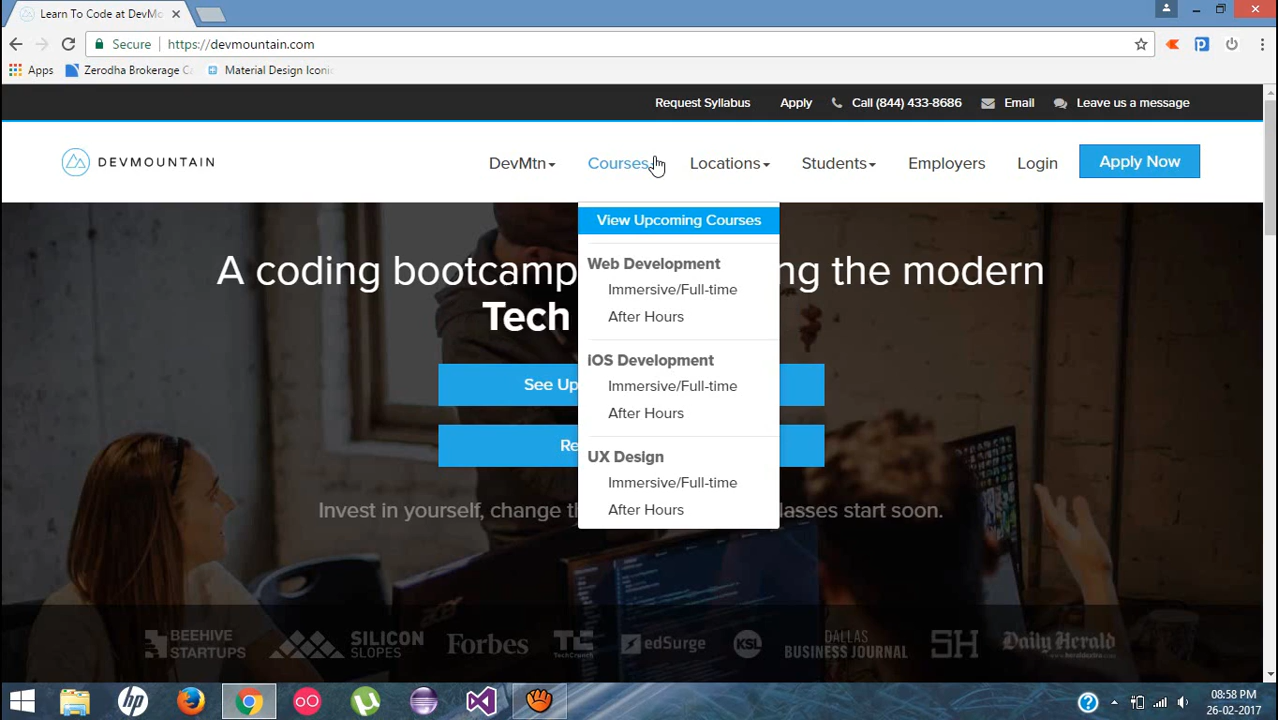 Learn To Code at DevMo
Secure https://devmountain.com
Apps Zerodha Brokerage C Material Design Iconi
Request Syllabus Apply Call (844) 433-8686 Email Leave us a message
DEVMOUNTAIN DevMtn Courses Locations Students Employers Login Apply Now
View Upcoming Courses
Web Development
Immersive/Full-time
After Hours
iOS Development
Immersive/Full-time
After Hours
UX Design
Immersive/Full-time
After Hours
A coding bootcamp ng the modern
Tech
See Up
Re
Invest in yourself, change th lasses start soon.
BEEHIVE STARTUPS SILICON SLOPES Forbes TechCrunch edSurge KSL DALLAS BUSINESS JOURNAL SH Daily Herald
08:58 PM
26-02-2017